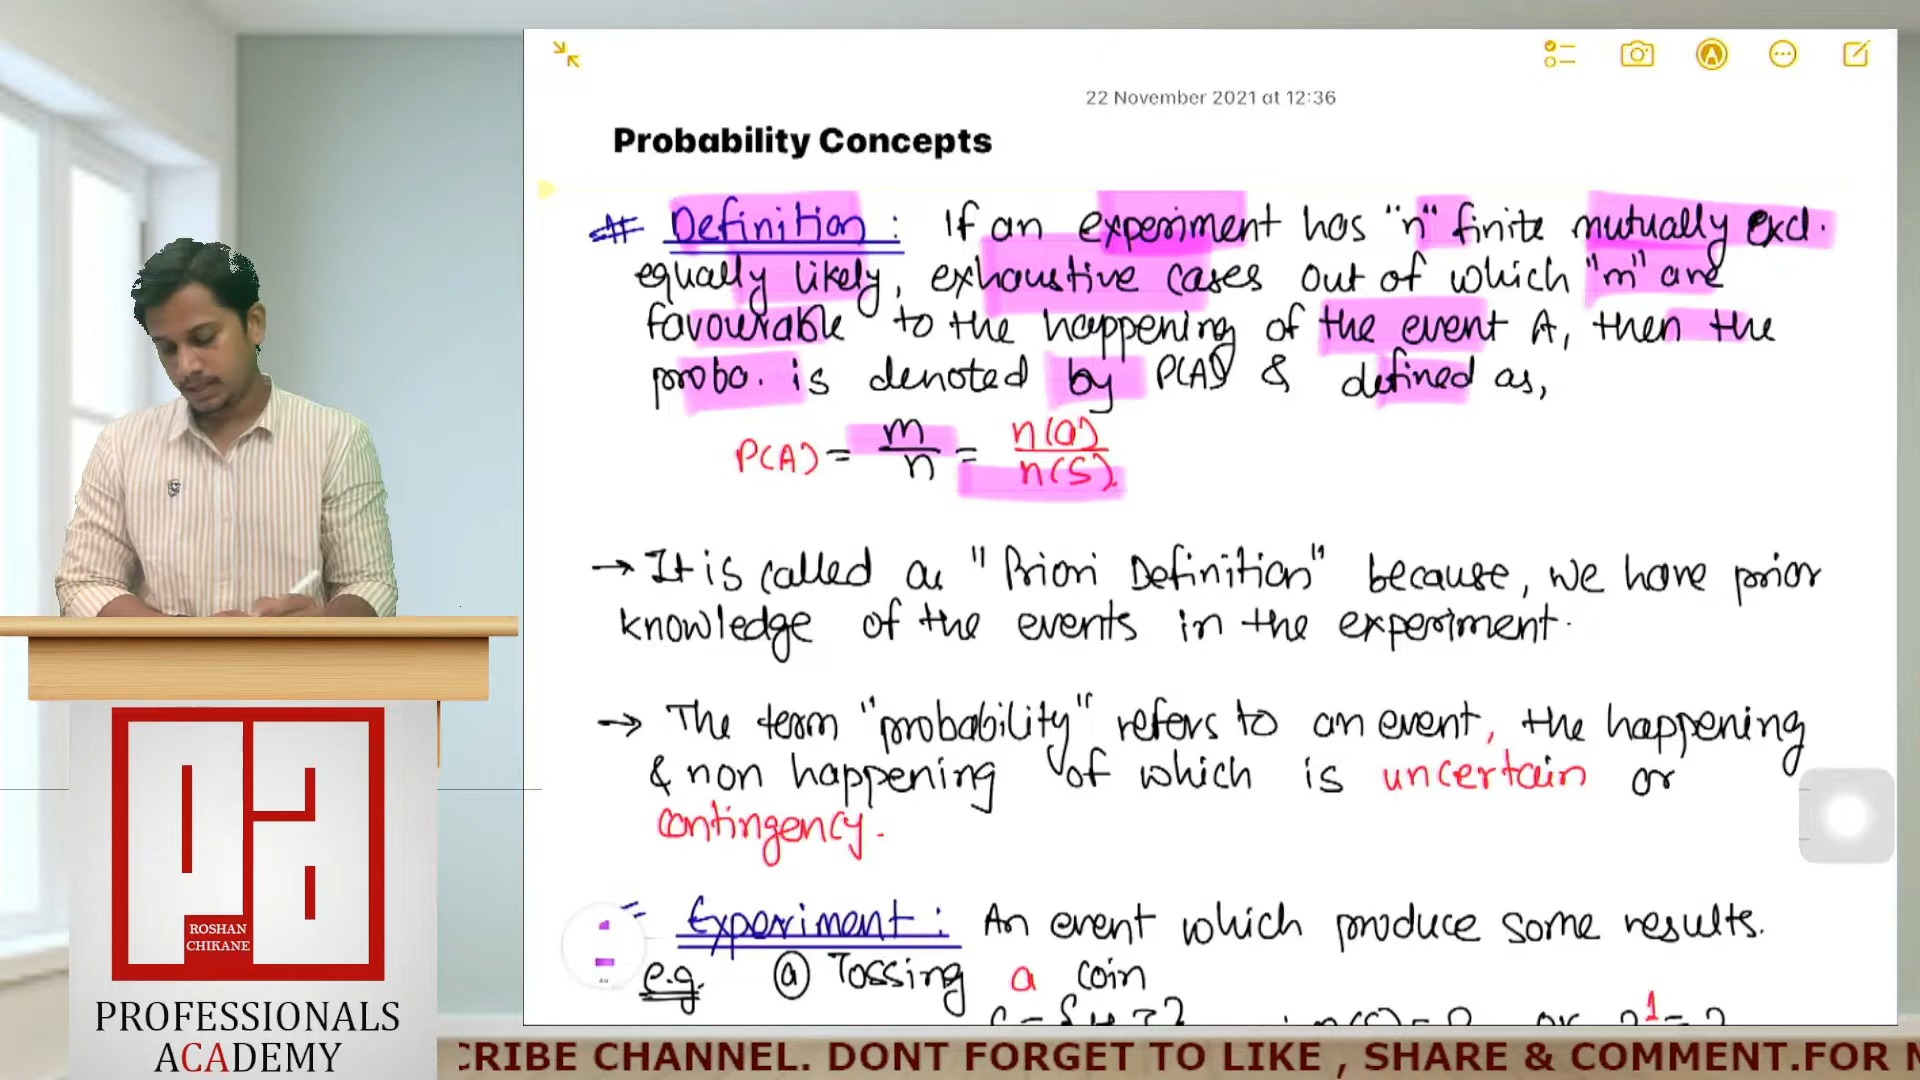 22 November 2021 at 12:36
Probability Concepts
# Definition: If an experiment has "n" finite mutually excl.
equally likely, exhaustive cases out of which "m" are
favourable to the happening of the event A, then the
proba. is denoted by P(A) & defined as,
P(A) = m/n = n(a)/n(S).
→ It is called as "Priori Definition" because, we have prior
knowledge of the events in the experiment.
→ The term "probability" refers to an event, the happening
& non happening of which is uncertain or
contingency.
Experiment: An event which produce some results.
e.g. (a) Tossing a coin
pa
ROSHAN
CHIKANE
PROFESSIONALS
ACADEMY
CRIBE CHANNEL. DONT FORGET TO LIKE , SHARE & COMMENT.FOR